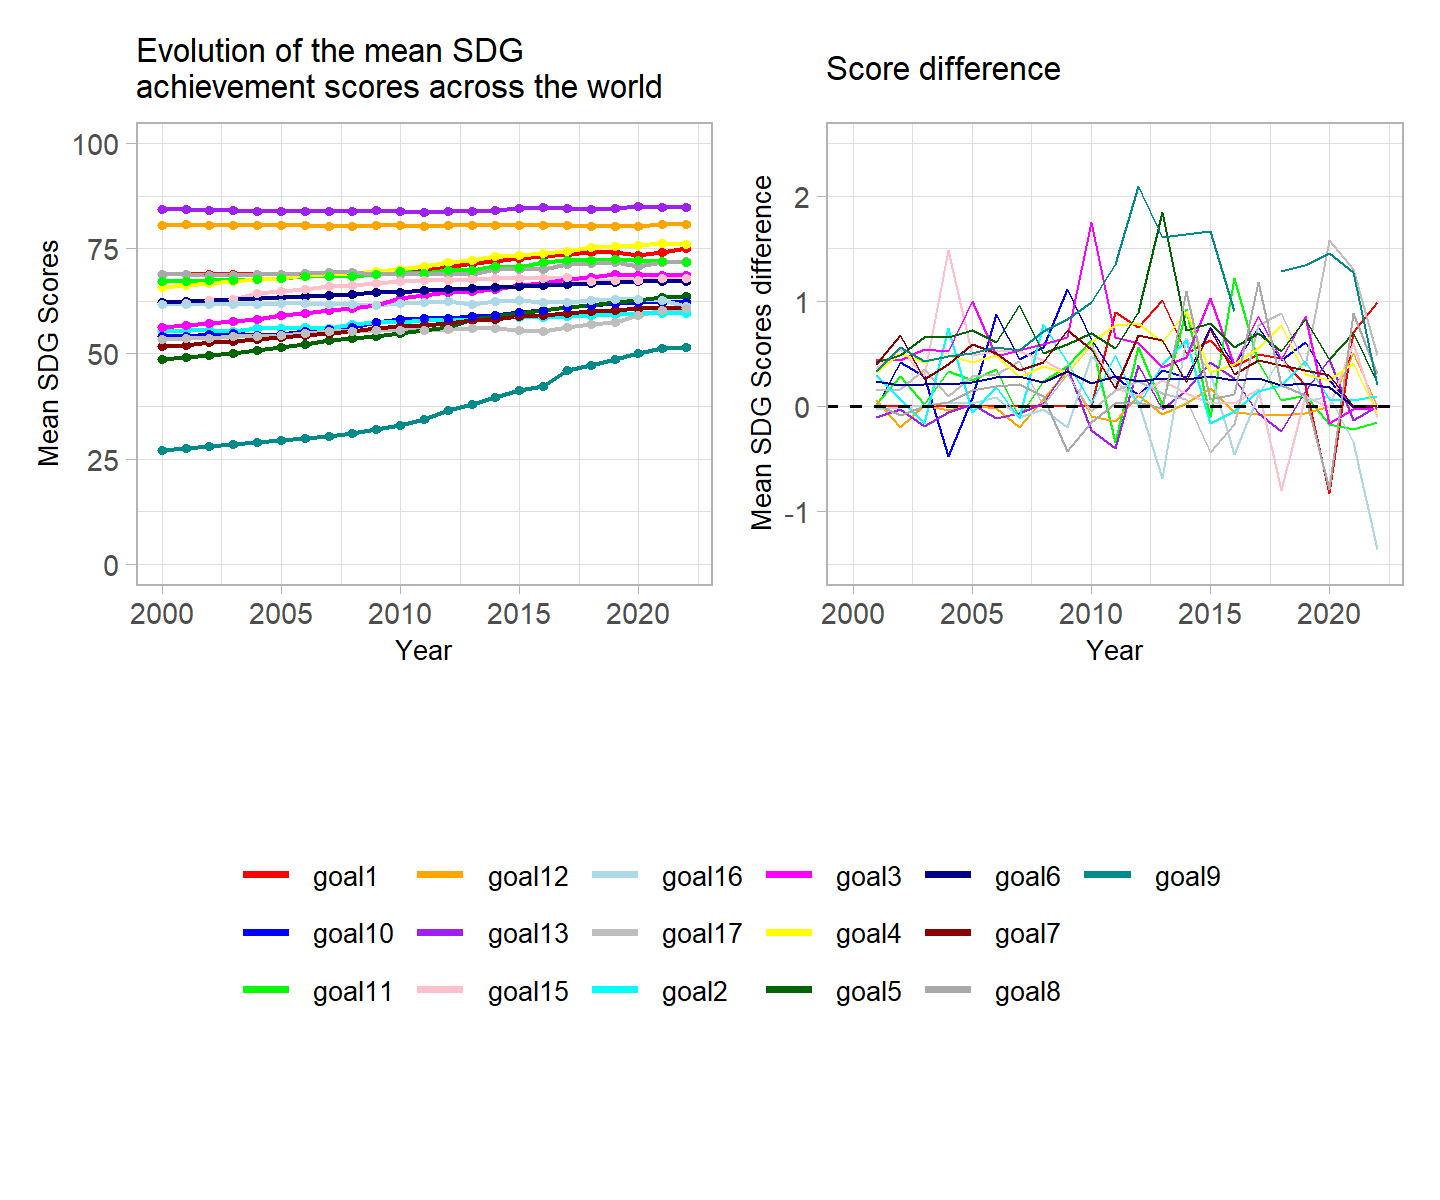 Evolution of the mean SDG
achievement scores across the world
Score difference
Mean SDG Scores
100
75
50
25
0
2000 2005 2010 2015 2020
Year
Mean SDG Scores difference
2
1
0
-1
2000 2005 2010 2015 2020
Year
goal1 goal12 goal16 goal3 goal6 goal9
goal10 goal13 goal17 goal4 goal7
goal11 goal15 goal2 goal5 goal8